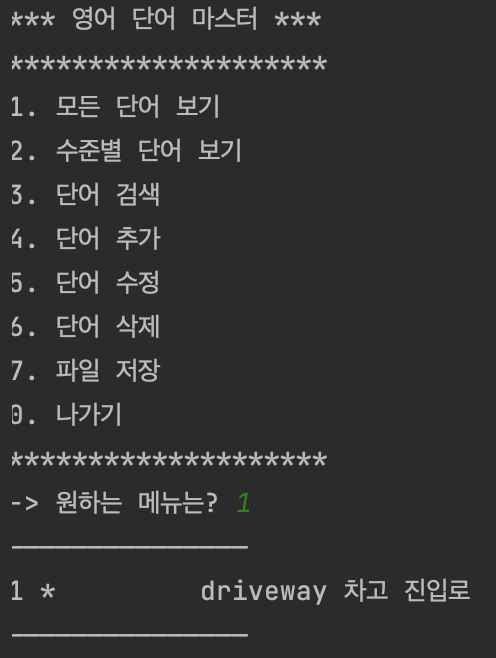 *** 영어 단어 마스터 ***
*********************
1. 모든 단어 보기
2. 수준별 단어 보기
3. 단어 검색
4. 단어 추가
5. 단어 수정
6. 단어 삭제
7. 파일 저장
0. 나가기
*********************
-> 원하는 메뉴는? 1
────────────────
1 *          driveway 차고 진입로
────────────────